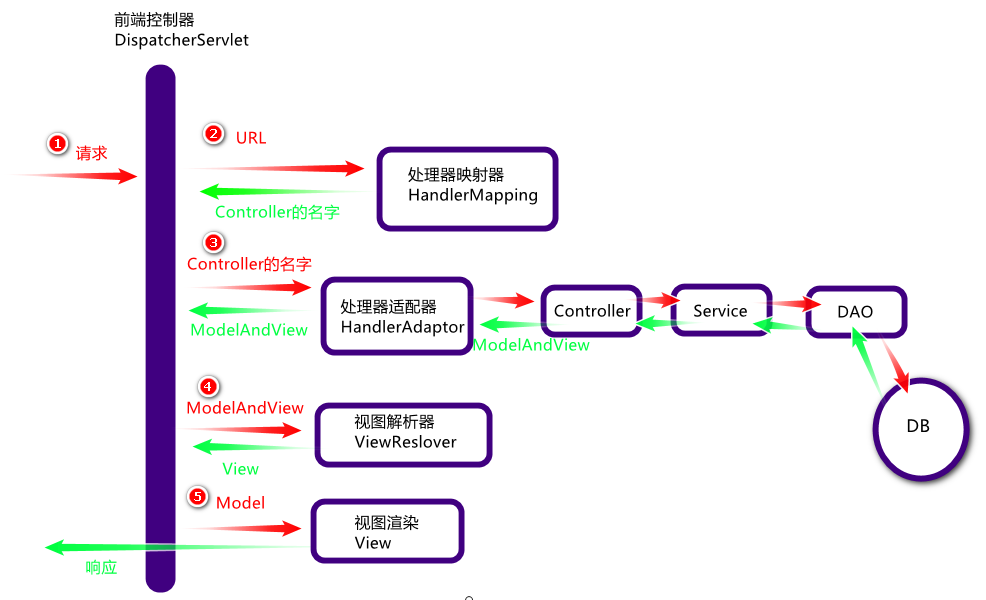 前端控制器
DispatcherServlet
1
请求
2
URL
处理器映射器
HandlerMapping
Controller的名字
3
Controller的名字
处理器适配器
HandlerAdaptor
ModelAndView
Controller
Service
DAO
ModelAndView
DB
4
ModelAndView
视图解析器
ViewReslover
View
5
Model
视图渲染
View
响应